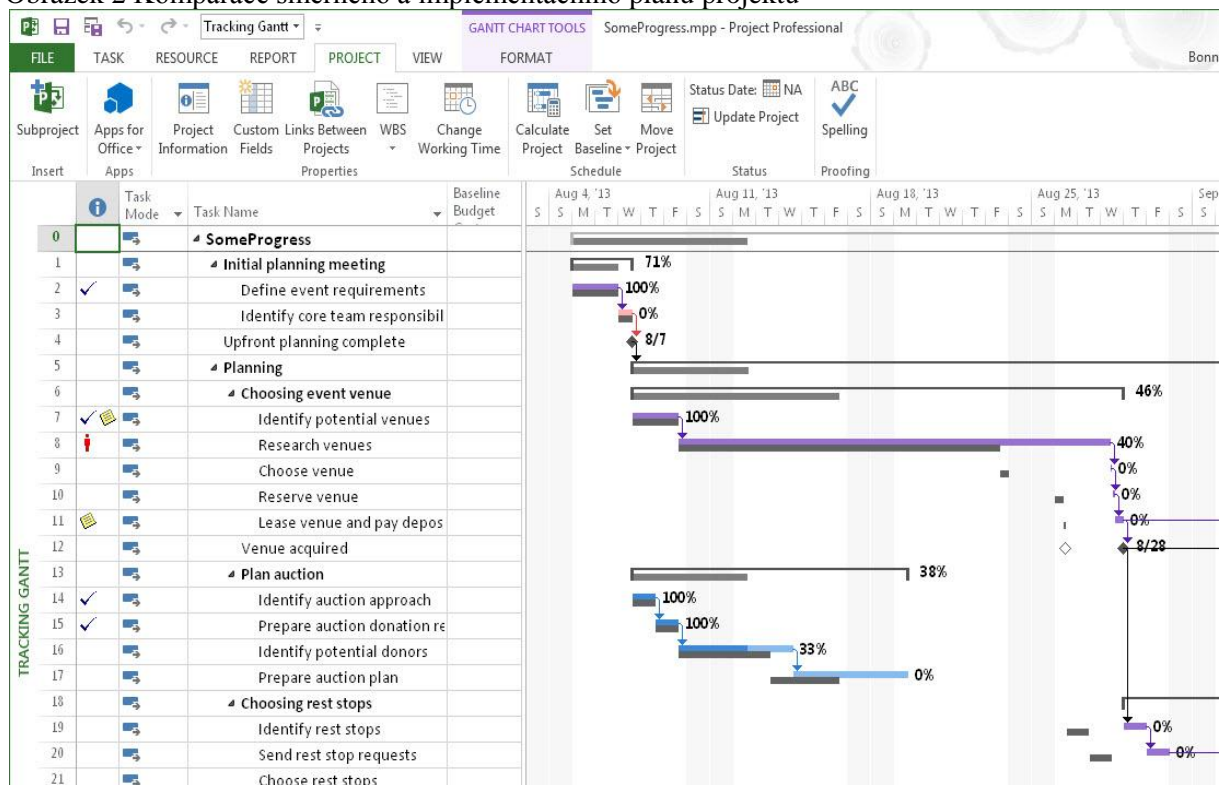 Obrázek 2 Komparace směrného a implementačního plánu projektu
Tracking Gantt
GANTT CHART TOOLS
SomeProgress.mpp - Project Professional
FILE TASK RESOURCE REPORT PROJECT VIEW FORMAT
Bonn
Subproject
Apps for Office
Project Information
Custom Fields
Links Between Projects
WBS
Change Working Time
Calculate Project
Set Baseline
Move Project
Status Date: NA
Update Project
ABC
Spelling
Insert Apps Properties Schedule Status Proofing
Task Mode
Task Name
Baseline Budget
Aug 4, '13 Aug 11, '13 Aug 18, '13 Aug 25, '13 Sep
S S M T W T F S S M T W T F S S M T W T F S S M T W T F S S
0 SomeProgress
1 Initial planning meeting 71%
2 Define event requirements 100%
3 Identify core team responsibil 0%
4 Upfront planning complete 8/7
5 Planning
6 Choosing event venue 46%
7 Identify potential venues 100%
8 Research venues 40%
9 Choose venue 0%
10 Reserve venue 0%
11 Lease venue and pay depos 0%
12 Venue acquired 8/28
13 Plan auction 38%
14 Identify auction approach 100%
15 Prepare auction donation re 100%
16 Identify potential donors 33%
17 Prepare auction plan 0%
18 Choosing rest stops
19 Identify rest stops 0%
20 Send rest stop requests 0%
21 Choose rest stops
TRACKING GANTT